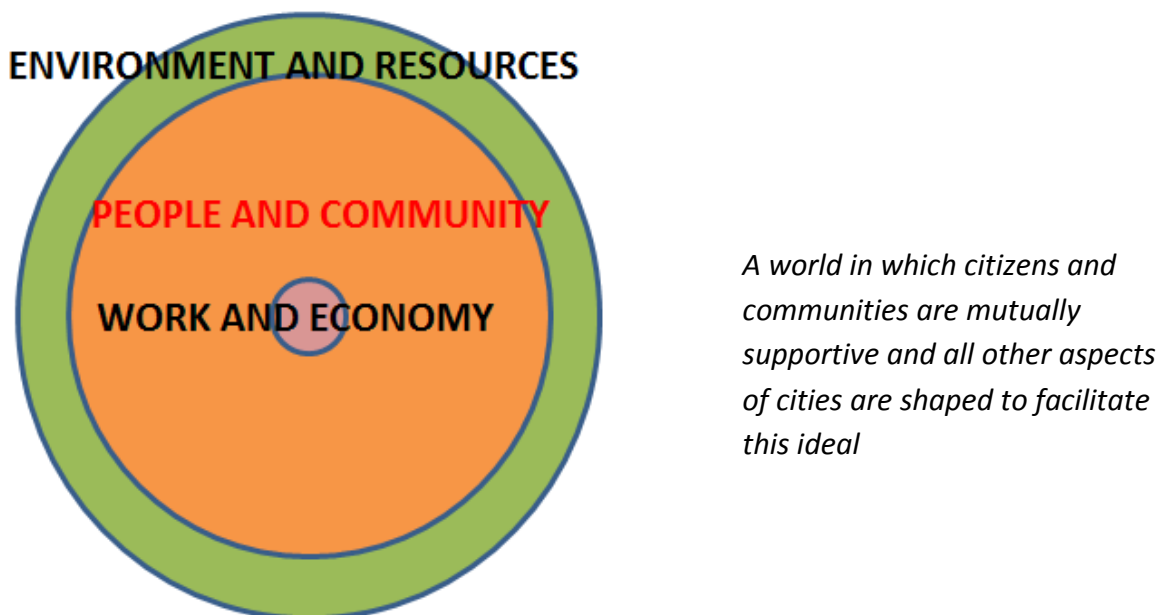 ENVIRONMENT AND RESOURCES
PEOPLE AND COMMUNITY
WORK AND ECONOMY
A world in which citizens and
communities are mutually
supportive and all other aspects
of cities are shaped to facilitate
this ideal